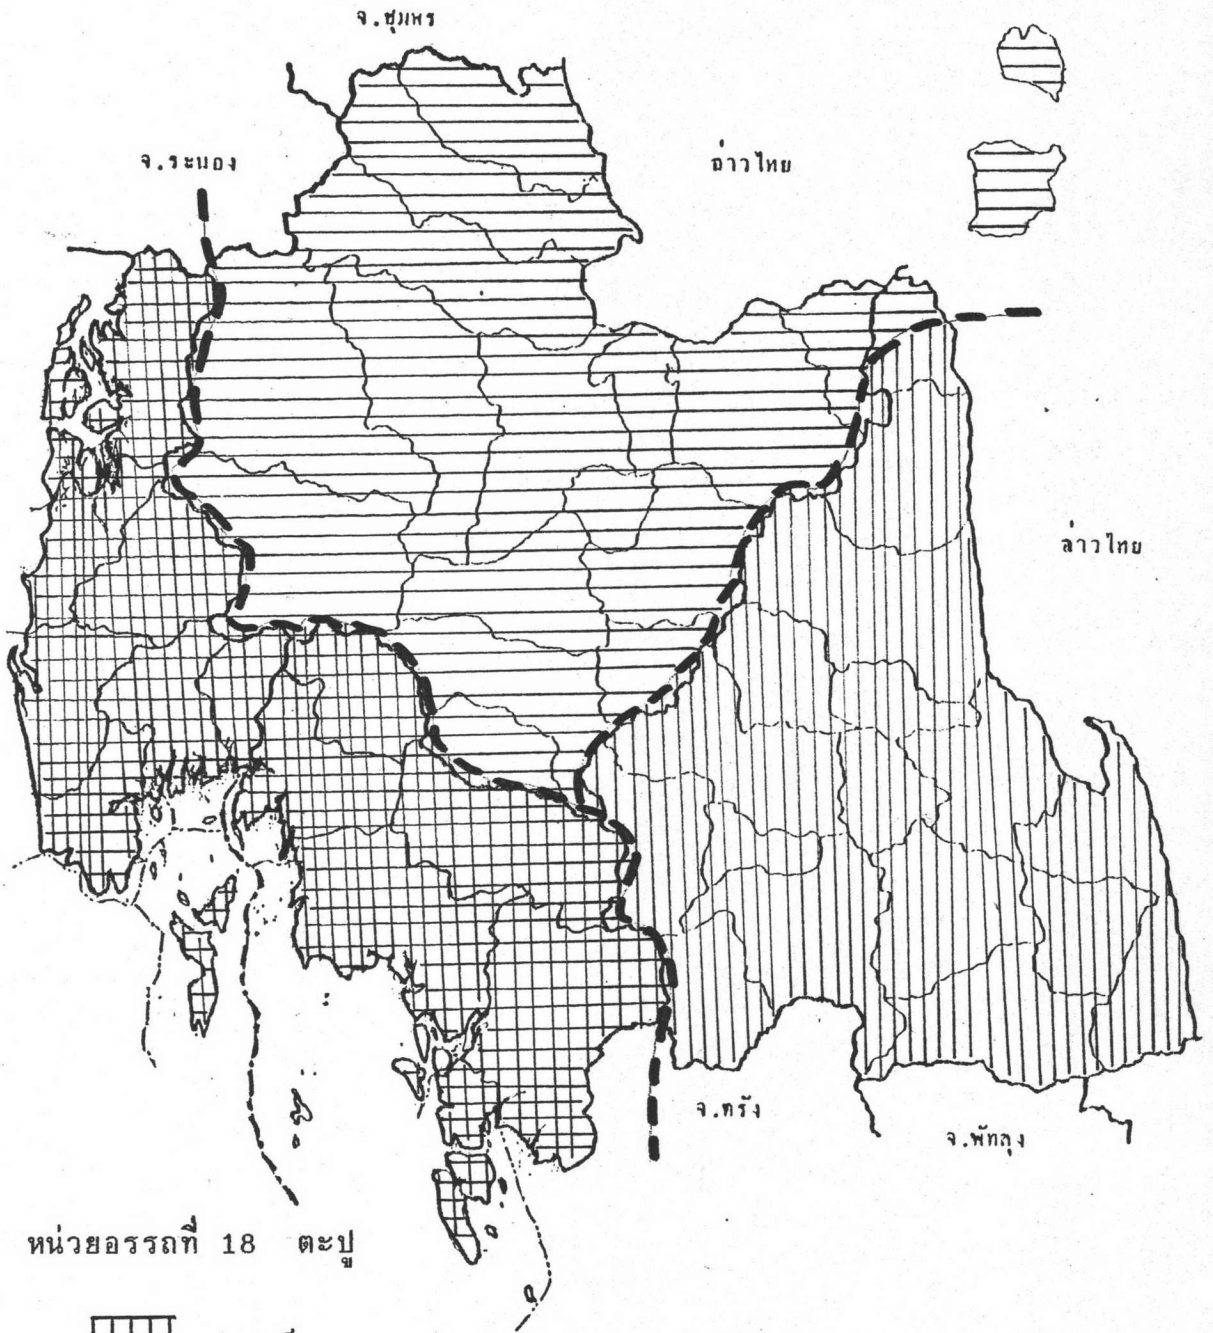 จ.ชุมพร
จ.ระนอง
อ่าวไทย
อ่าวไทย
จ.ตรัง
จ.พัทลุง
หน่วยอรรถที่ 18 ตะปู